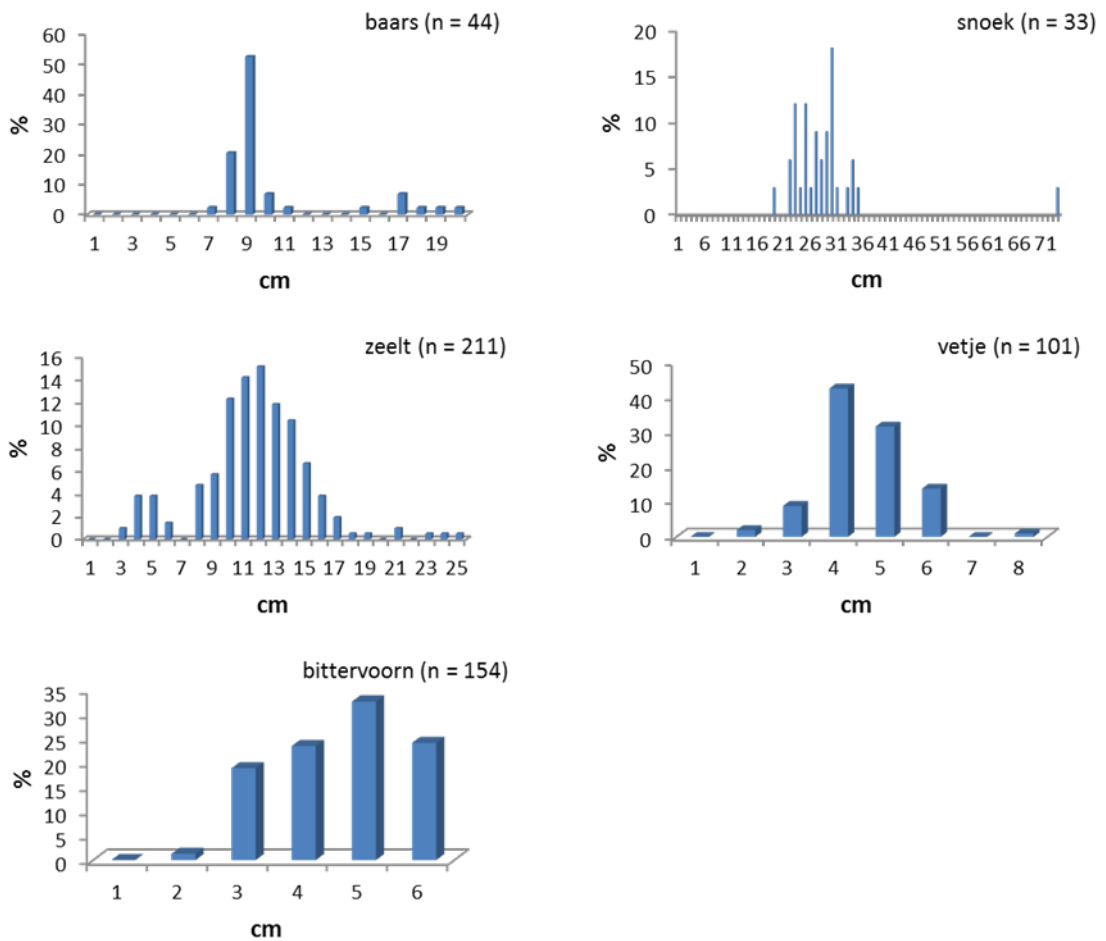 baars (n = 44)
60
50
40
30
20
10
0
%
1 3 5 7 9 11 13 15 17 19
cm
snoek (n = 33)
20
15
10
5
0
%
1 6 11 16 21 26 31 36 41 46 51 56 61 66 71
cm
zeelt (n = 211)
16
14
12
10
8
6
4
2
0
%
1 3 5 7 9 11 13 15 17 19 21 23 25
cm
vetje (n = 101)
50
40
30
20
10
0
%
1 2 3 4 5 6 7 8
cm
bittervoorn (n = 154)
35
30
25
20
15
10
5
0
%
1 2 3 4 5 6
cm